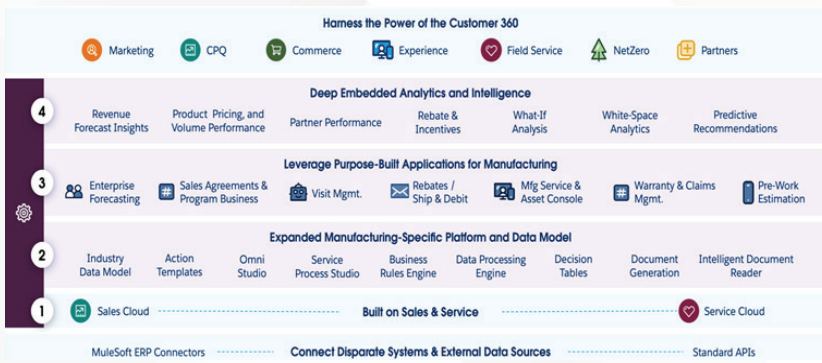 Harness the Power of the Customer 360
Marketing CPQ Commerce Experience Field Service NetZero Partners
4
Deep Embedded Analytics and Intelligence
Revenue Forecast Insights
Product Pricing, and Volume Performance
Partner Performance
Rebate & Incentives
What-If Analysis
White-Space Analytics
Predictive Recommendations
3
Leverage Purpose-Built Applications for Manufacturing
Enterprise Forecasting
# Sales Agreements & Program Business
Visit Mgmt.
Rebates / Ship & Debit
Mfg Service & Asset Console
# Warranty & Claims Mgmt.
Pre-Work Estimation
2
Expanded Manufacturing-Specific Platform and Data Model
Industry Data Model
Action Templates
Omni Studio
Service Process Studio
Business Rules Engine
Data Processing Engine
Decision Tables
Document Generation
Intelligent Document Reader
1
Sales Cloud Built on Sales & Service Service Cloud
MuleSoft ERP Connectors Connect Disparate Systems & External Data Sources Standard APIs